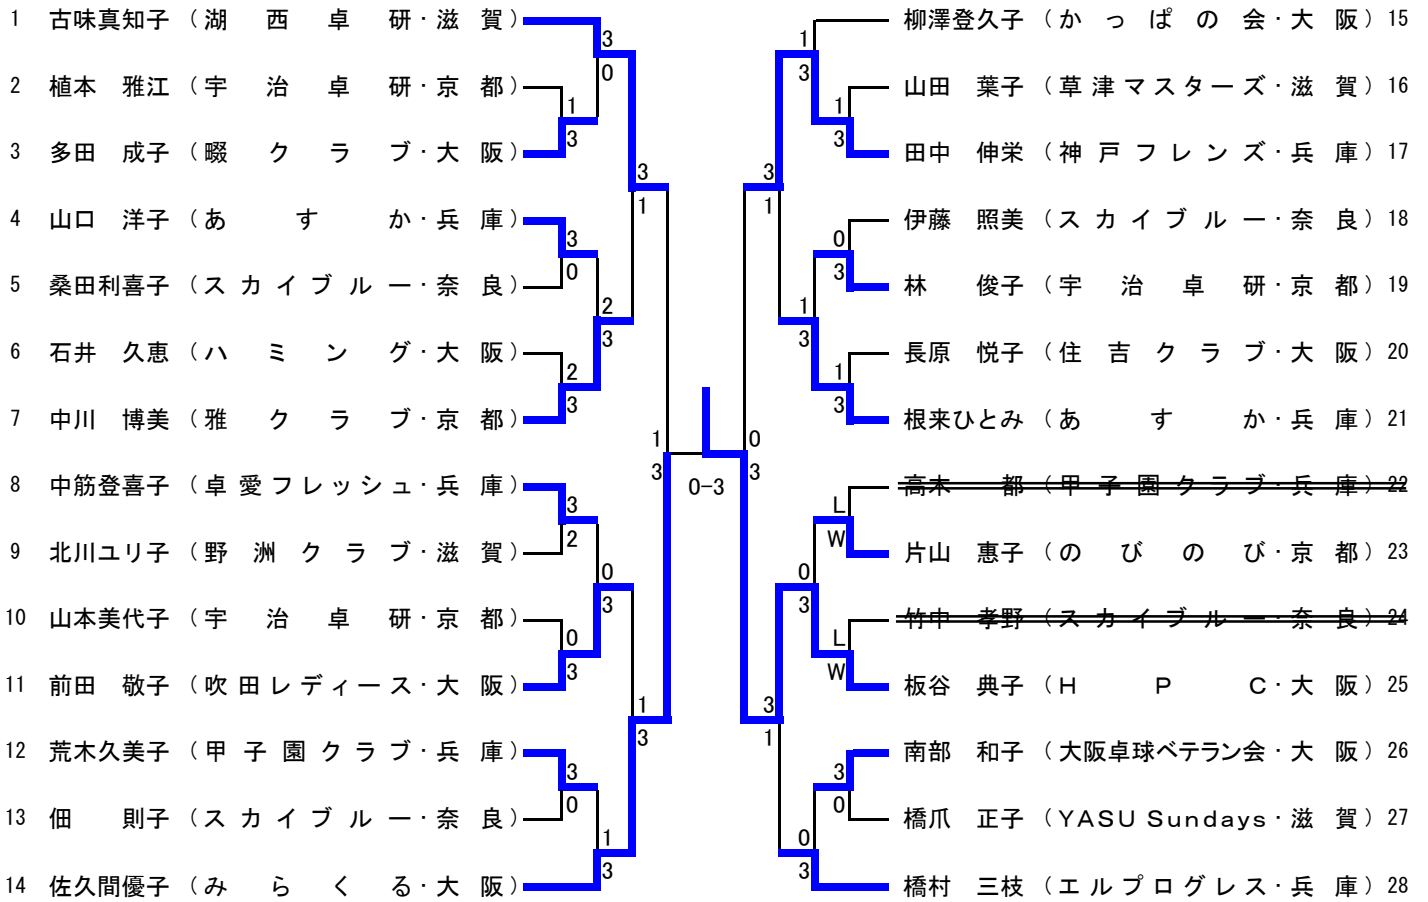 1 古味真知子（湖西卓研・滋賀）
2 植本 雅江（宇治卓研・京都）
3 多田 成子（畷クラブ・大阪）
4 山口 洋子（あすか・兵庫）
5 桑田利喜子（スカイブルー・奈良）
6 石井 久恵（ハミング・大阪）
7 中川 博美（雅クラブ・京都）
8 中筋登喜子（卓愛フレッシュ・兵庫）
9 北川ユリ子（野洲クラブ・滋賀）
10 山本美代子（宇治卓研・京都）
11 前田 敬子（吹田レディース・大阪）
12 荒木久美子（甲子園クラブ・兵庫）
13 佃 則子（スカイブルー・奈良）
14 佐久間優子（みらくる・大阪）
3
0
1
3
3
1
3
0
2
3
2
3
1
3
3
2
0
3
0
3
1
3
3
0
1
3
0-3
柳澤登久子（かっぱの会・大阪）15
山田 葉子（草津マスターズ・滋賀）16
田中 伸栄（神戸フレンズ・兵庫）17
伊藤 照美（スカイブルー・奈良）18
林 俊子（宇治卓研・京都）19
長原 悦子（住吉クラブ・大阪）20
根来ひとみ（あすか・兵庫）21
高木 都（甲子園クラブ・兵庫）22
片山 惠子（のびのび・京都）23
竹中 孝野（スカイブルー・奈良）24
板谷 典子（HPC・大阪）25
南部 和子（大阪卓球ベテラン会・大阪）26
橋爪 正子（YASU Sundays・滋賀）27
橋村 三枝（エルプログレス・兵庫）28
1
3
1
3
3
1
0
3
1
3
1
3
0
3
L
W
0
3
L
W
3
1
3
0
0
3